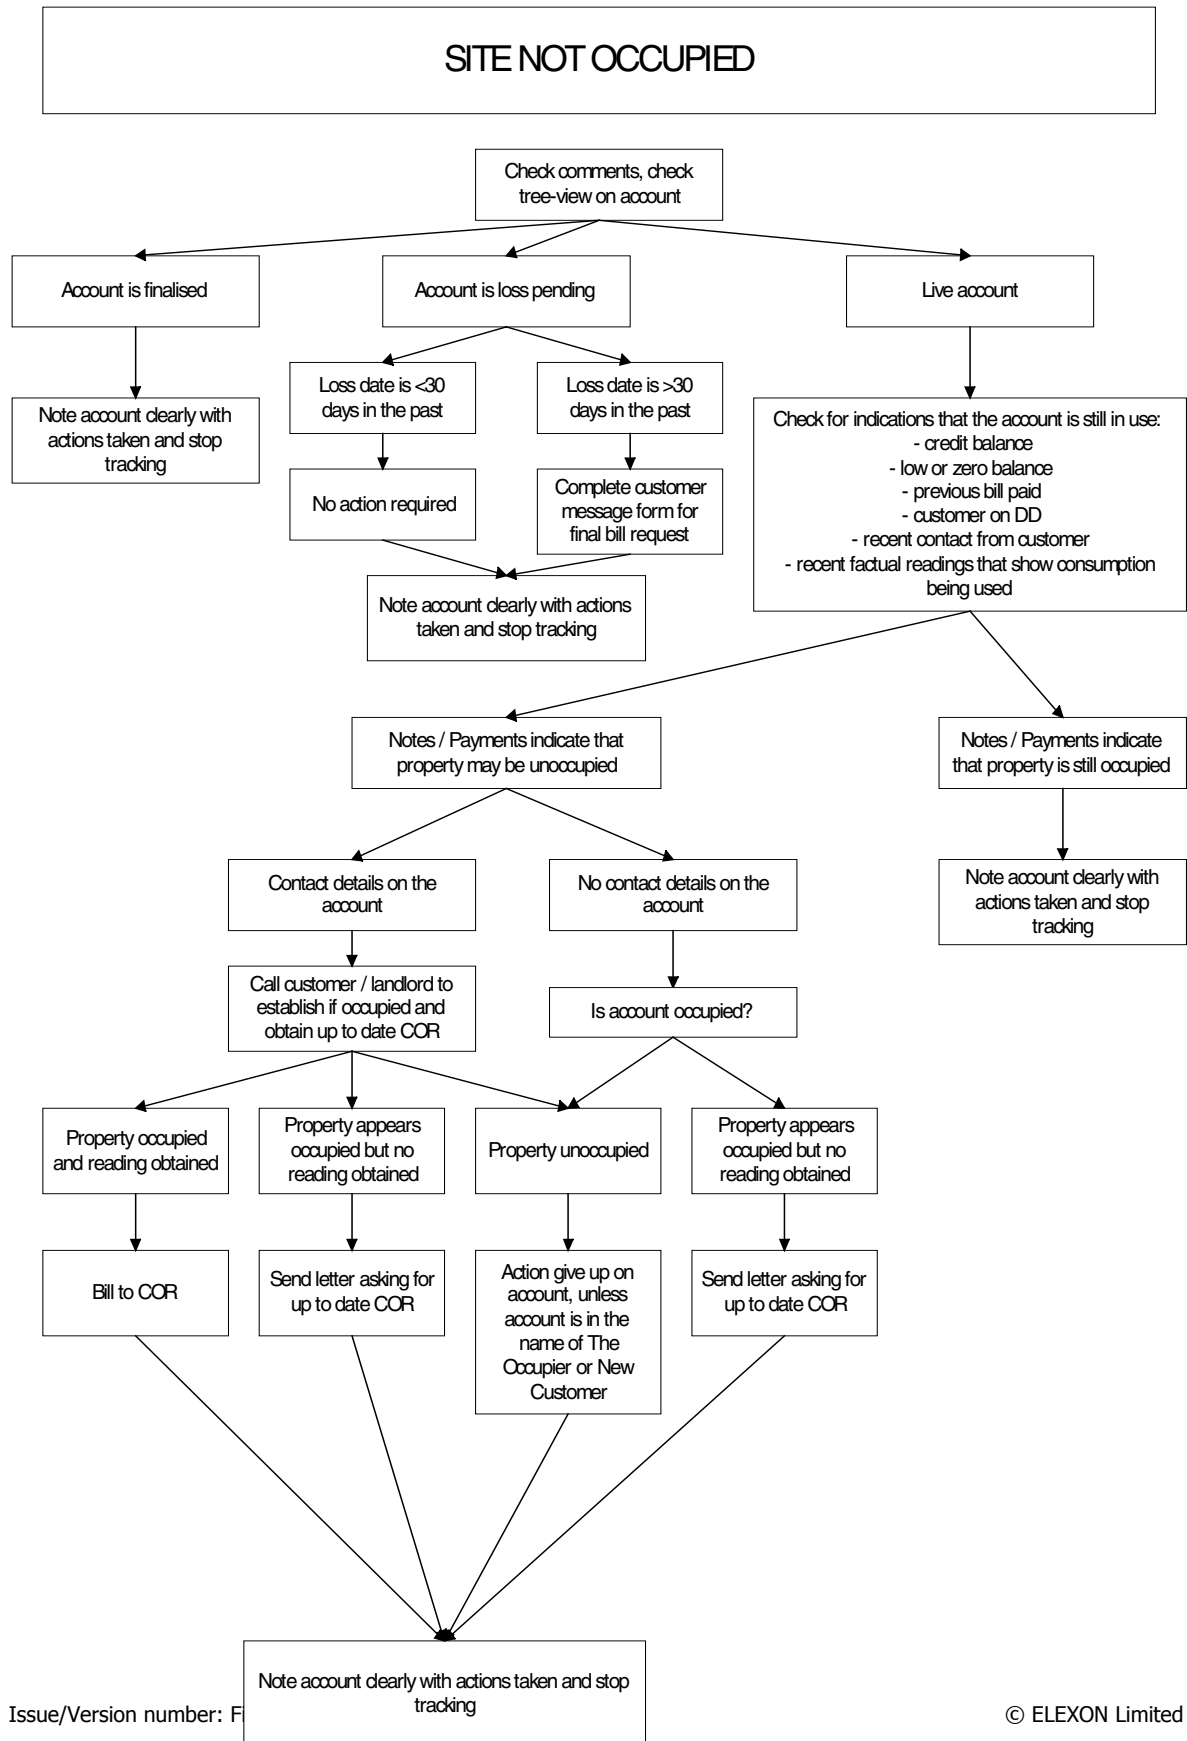 SITE NOT OCCUPIED
Check comments, check
tree-view on account
Account is finalised
Account is loss pending
Live account
Loss date is <30
days in the past
Loss date is >30
days in the past
Note account clearly with
actions taken and stop
tracking
Check for indications that the account is still in use:
- credit balance
- low or zero balance
- previous bill paid
- customer on DD
- recent contact from customer
- recent factual readings that show consumption
being used
No action required
Complete customer
message form for
final bill request
Note account clearly with actions
taken and stop tracking
Notes / Payments indicate that
property may be unoccupied
Notes / Payments indicate
that property is still occupied
Contact details on the
account
No contact details on the
account
Note account clearly with
actions taken and stop
tracking
Call customer / landlord to
establish if occupied and
obtain up to date COR
Is account occupied?
Property occupied
and reading obtained
Property appears
occupied but no
reading obtained
Property unoccupied
Property appears
occupied but no
reading obtained
Bill to COR
Send letter asking for
up to date COR
Action give up on
account, unless
account is in the
name of The
Occupier or New
Customer
Send letter asking for
up to date COR
Note account clearly with actions taken and stop
tracking
Issue/Version number:
© ELEXON Limited